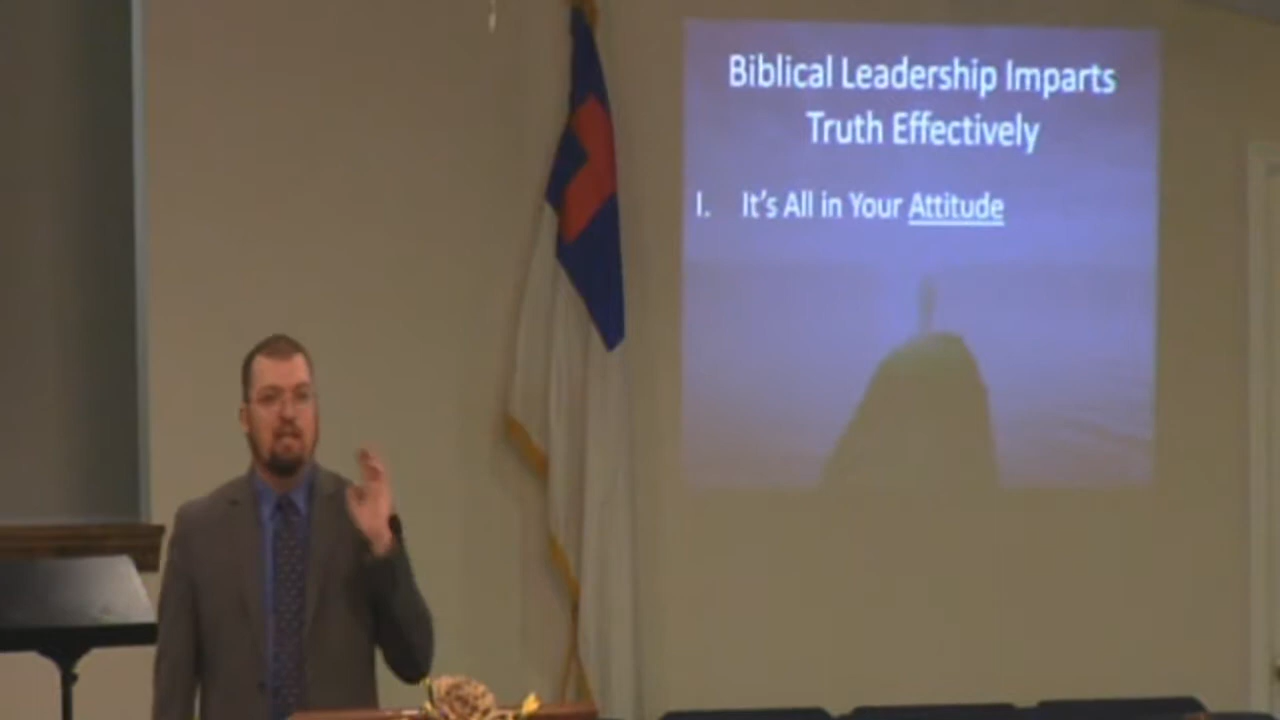 Biblical Leadership Imparts
Truth Effectively
I. It's All in Your Attitude